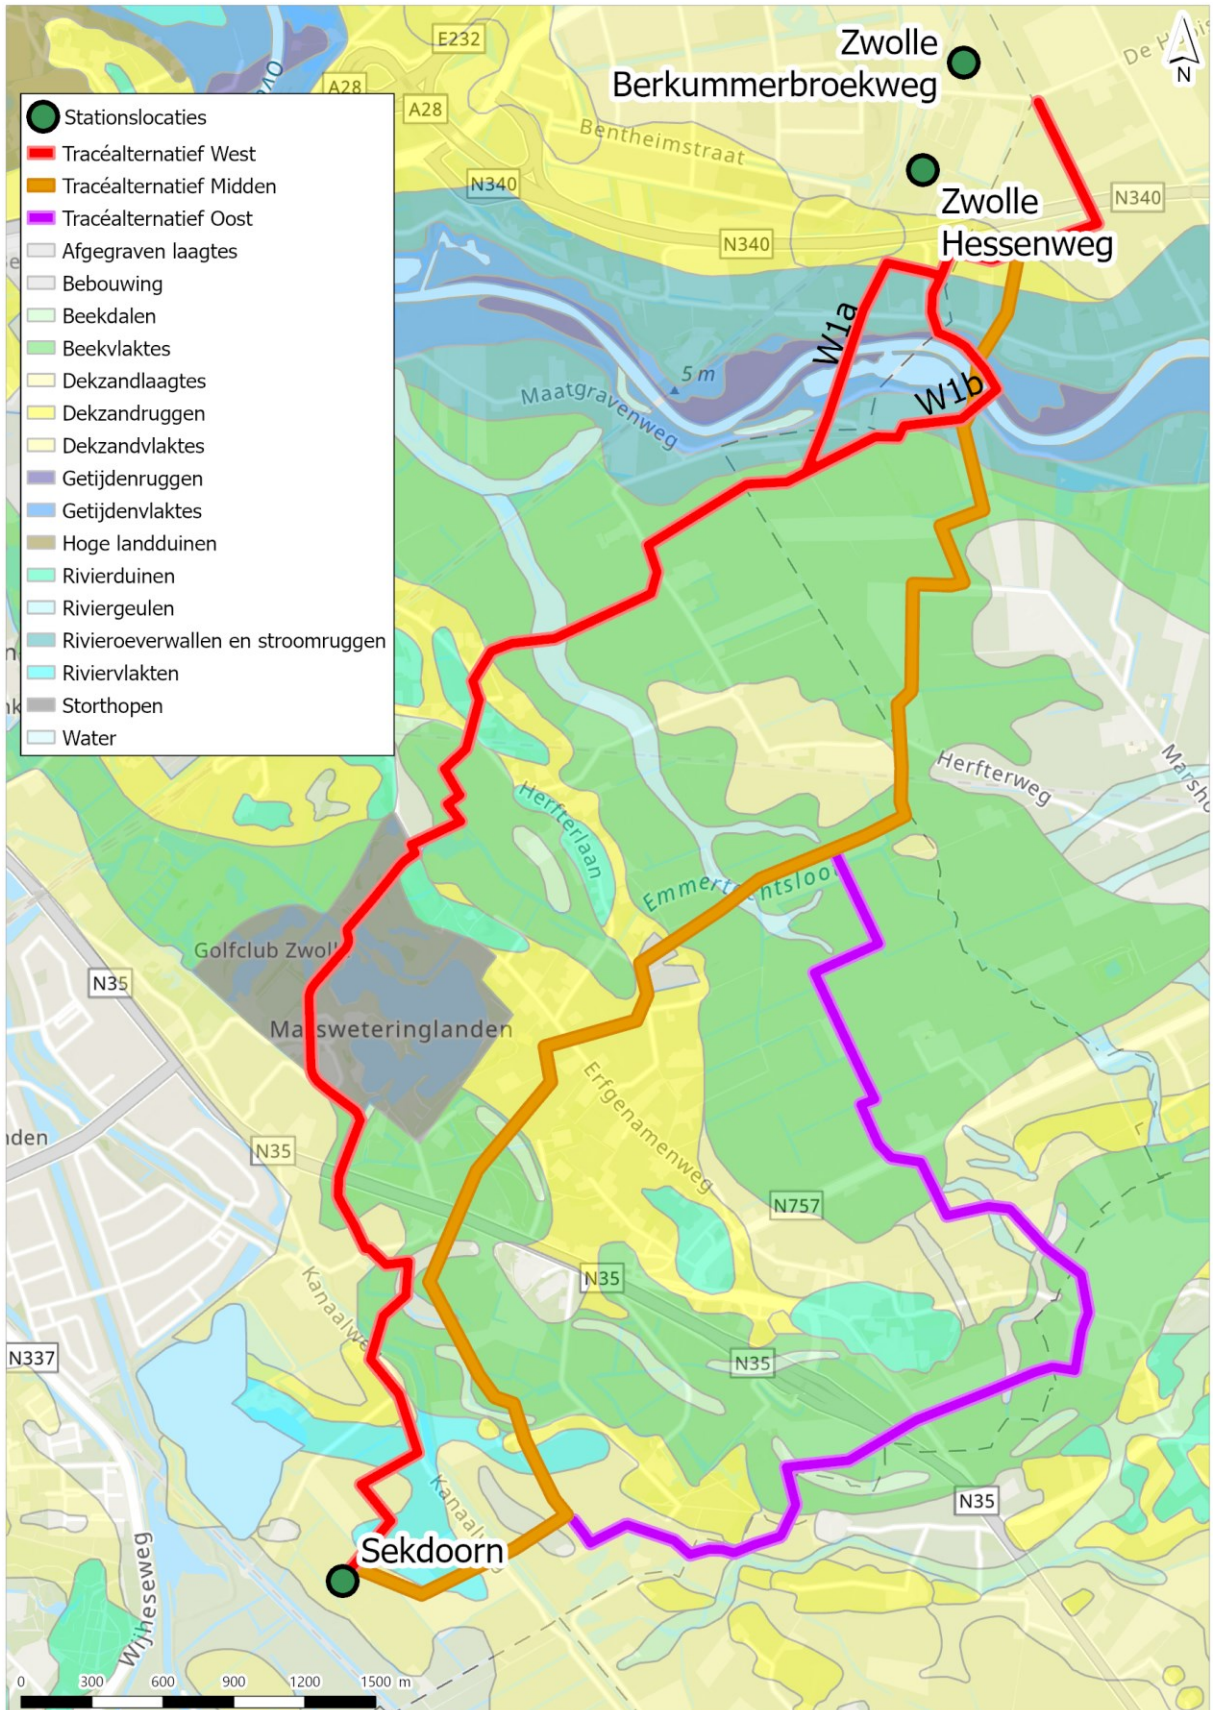 E232
A28
A28
Zwolle
Berkummerbroekweg
N
Bentheimstraat
N340
N340
N340
Zwolle
Hessenweg
Stationslocaties
Tracéalternatief West
Tracéalternatief Midden
Tracéalternatief Oost
Afgegraven laagtes
Bebouwing
Beekdalen
Beekvlaktes
Dekzandlaagtes
Dekzandruggen
Dekzandvlaktes
Getijdenruggen
Getijdenvlaktes
Hoge landduinen
Rivierduinen
Riviergeulen
Rivieroeverwallen en stroomruggen
Riviervlakten
Storthopen
Water
W1a
5 m
Maatgravenweg
W1b
Herfterweg
Herfterlaan
Golfclub
N35
Erfgenamenweg
N35
N757
N35
Kanaalweg
N337
N35
Sekdoorn
N35
Wijheseweg
0 300 600 900 1200 1500 m